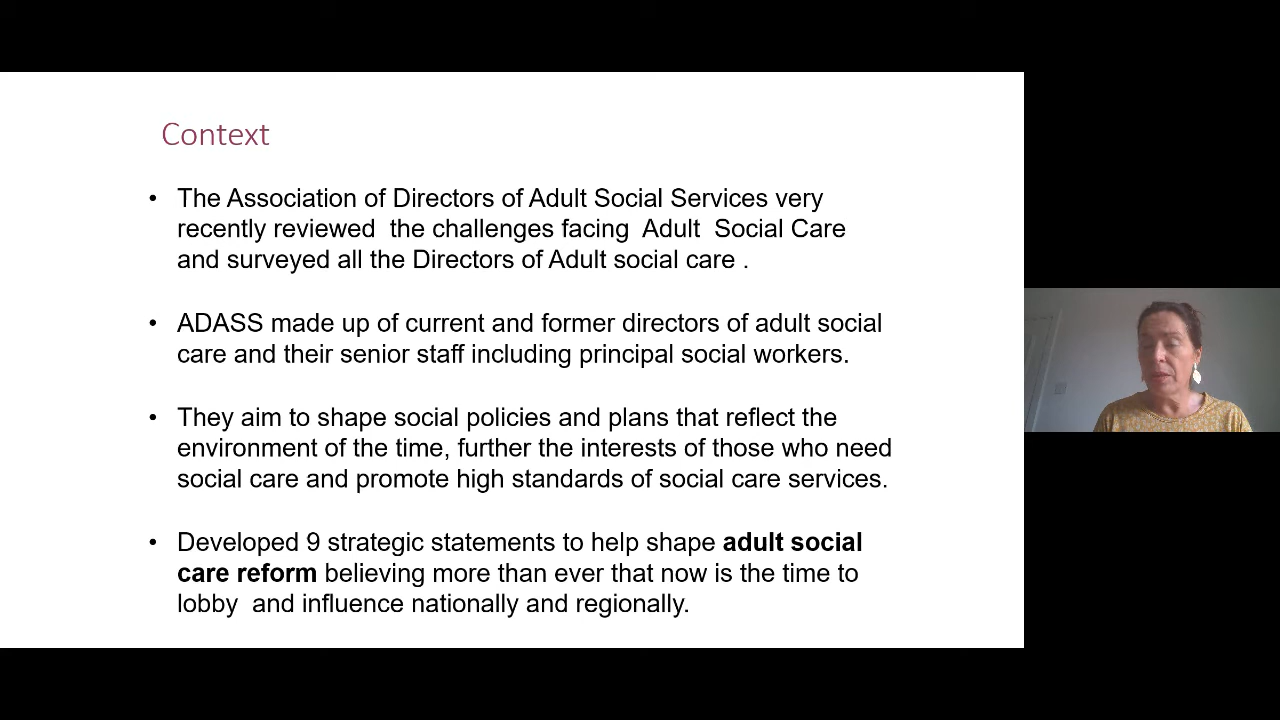 Context
• The Association of Directors of Adult Social Services very
recently reviewed  the challenges facing  Adult  Social Care
and surveyed all the Directors of Adult social care .
• ADASS made up of current and former directors of adult social
care and their senior staff including principal social workers.
• They aim to shape social policies and plans that reflect the
environment of the time, further the interests of those who need
social care and promote high standards of social care services.
• Developed 9 strategic statements to help shape adult social
care reform believing more than ever that now is the time to
lobby  and influence nationally and regionally.